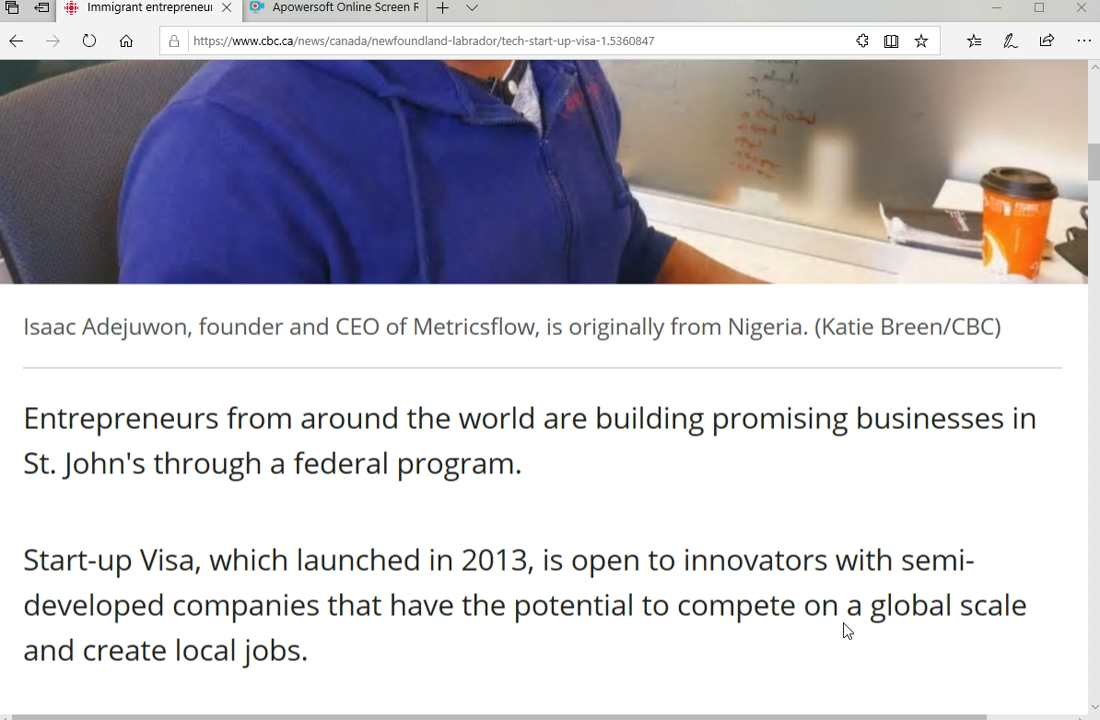 Immigrant entrepreneu
Apowersoft Online Screen R
https://www.cbc.ca/news/canada/newfoundland-labrador/tech-start-up-visa-1.5360847
Isaac Adejuwon, founder and CEO of Metricsflow, is originally from Nigeria. (Katie Breen/CBC)
Entrepreneurs from around the world are building promising businesses in
St. John's through a federal program.
Start-up Visa, which launched in 2013, is open to innovators with semi-
developed companies that have the potential to compete on a global scale
and create local jobs.